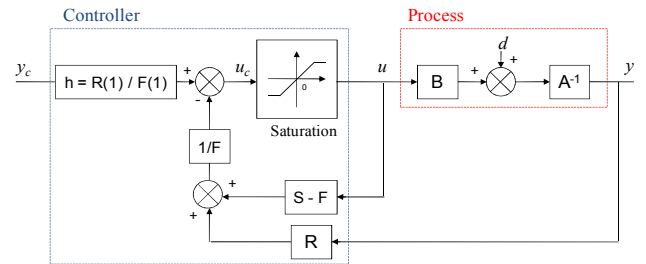 Controller
Process
y_c
h = R(1) / F(1)
+
-
u_c
0
Saturation
u
B
+
d
+
A⁻¹
y
1/F
+
+
S - F
R